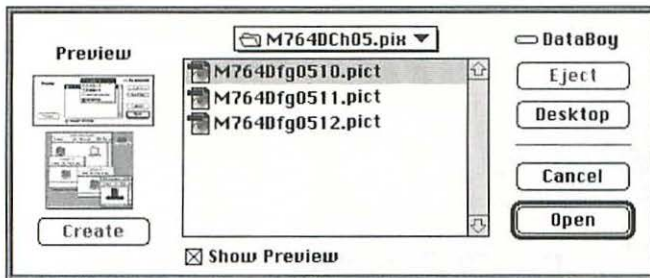 Preview
Create
M764DCh05.pix
M764Dfg0510.pict
M764Dfg0511.pict
M764Dfg0512.pict
Show Preview
DataBoy
Eject
Desktop
Cancel
Open